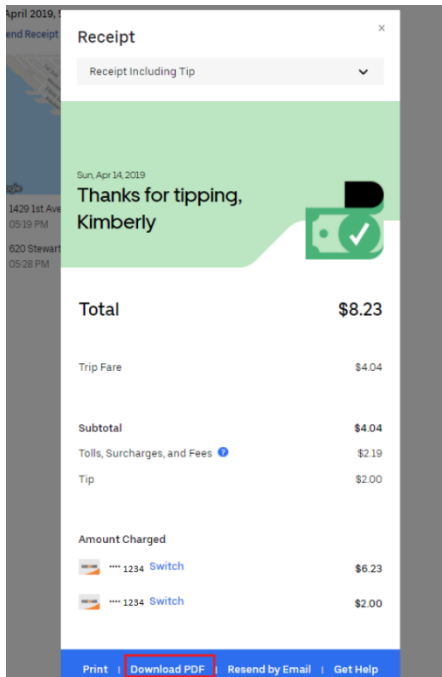 April 2019,
end Receipt
Receipt
×
Receipt Including Tip
Sun, Apr 14, 2019
Thanks for tipping,
Kimberly
1429 1st Ave
05:19 PM
620 Stewart
05:28 PM
Total $8.23
Trip Fare $4.04
Subtotal $4.04
Tolls, Surcharges, and Fees ? $2.19
Tip $2.00
Amount Charged
•••• 1234 Switch $6.23
•••• 1234 Switch $2.00
Print | Download PDF | Resend by Email | Get Help